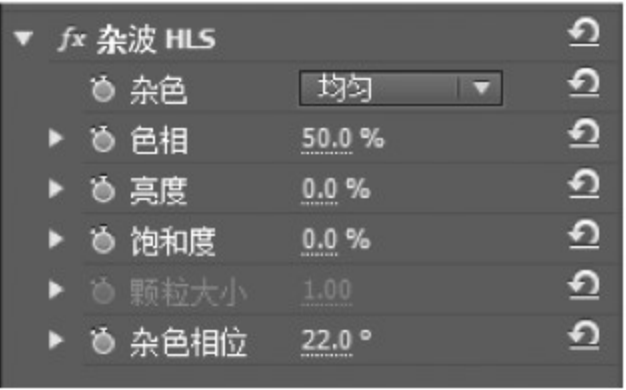 fx 杂波 HLS
杂色 均匀
色相 50.0 %
亮度 0.0 %
饱和度 0.0 %
颗粒大小 1.00
杂色相位 22.0 °